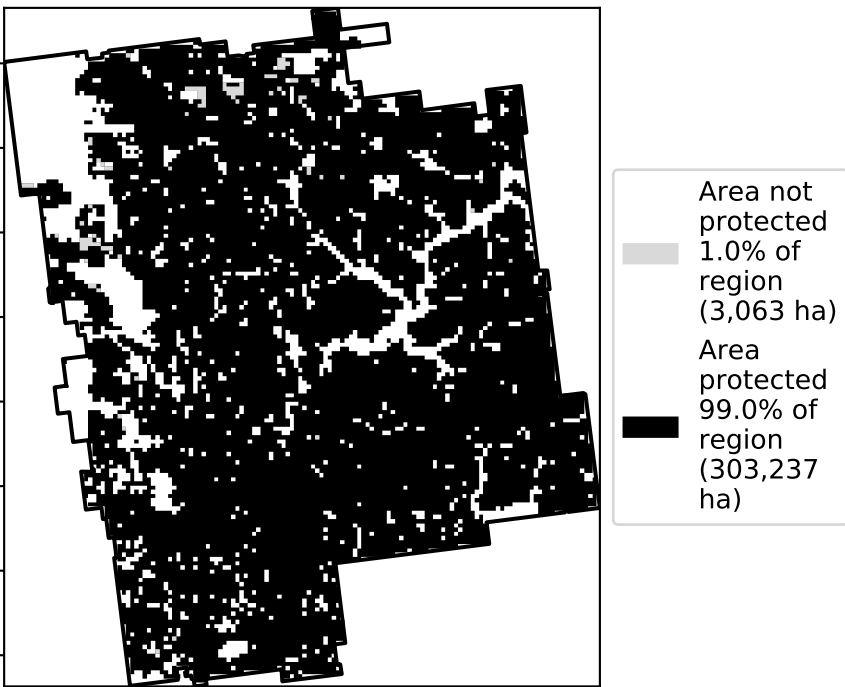 Area not
protected
1.0% of
region
(3,063 ha)
Area
protected
99.0% of
region
(303,237
ha)